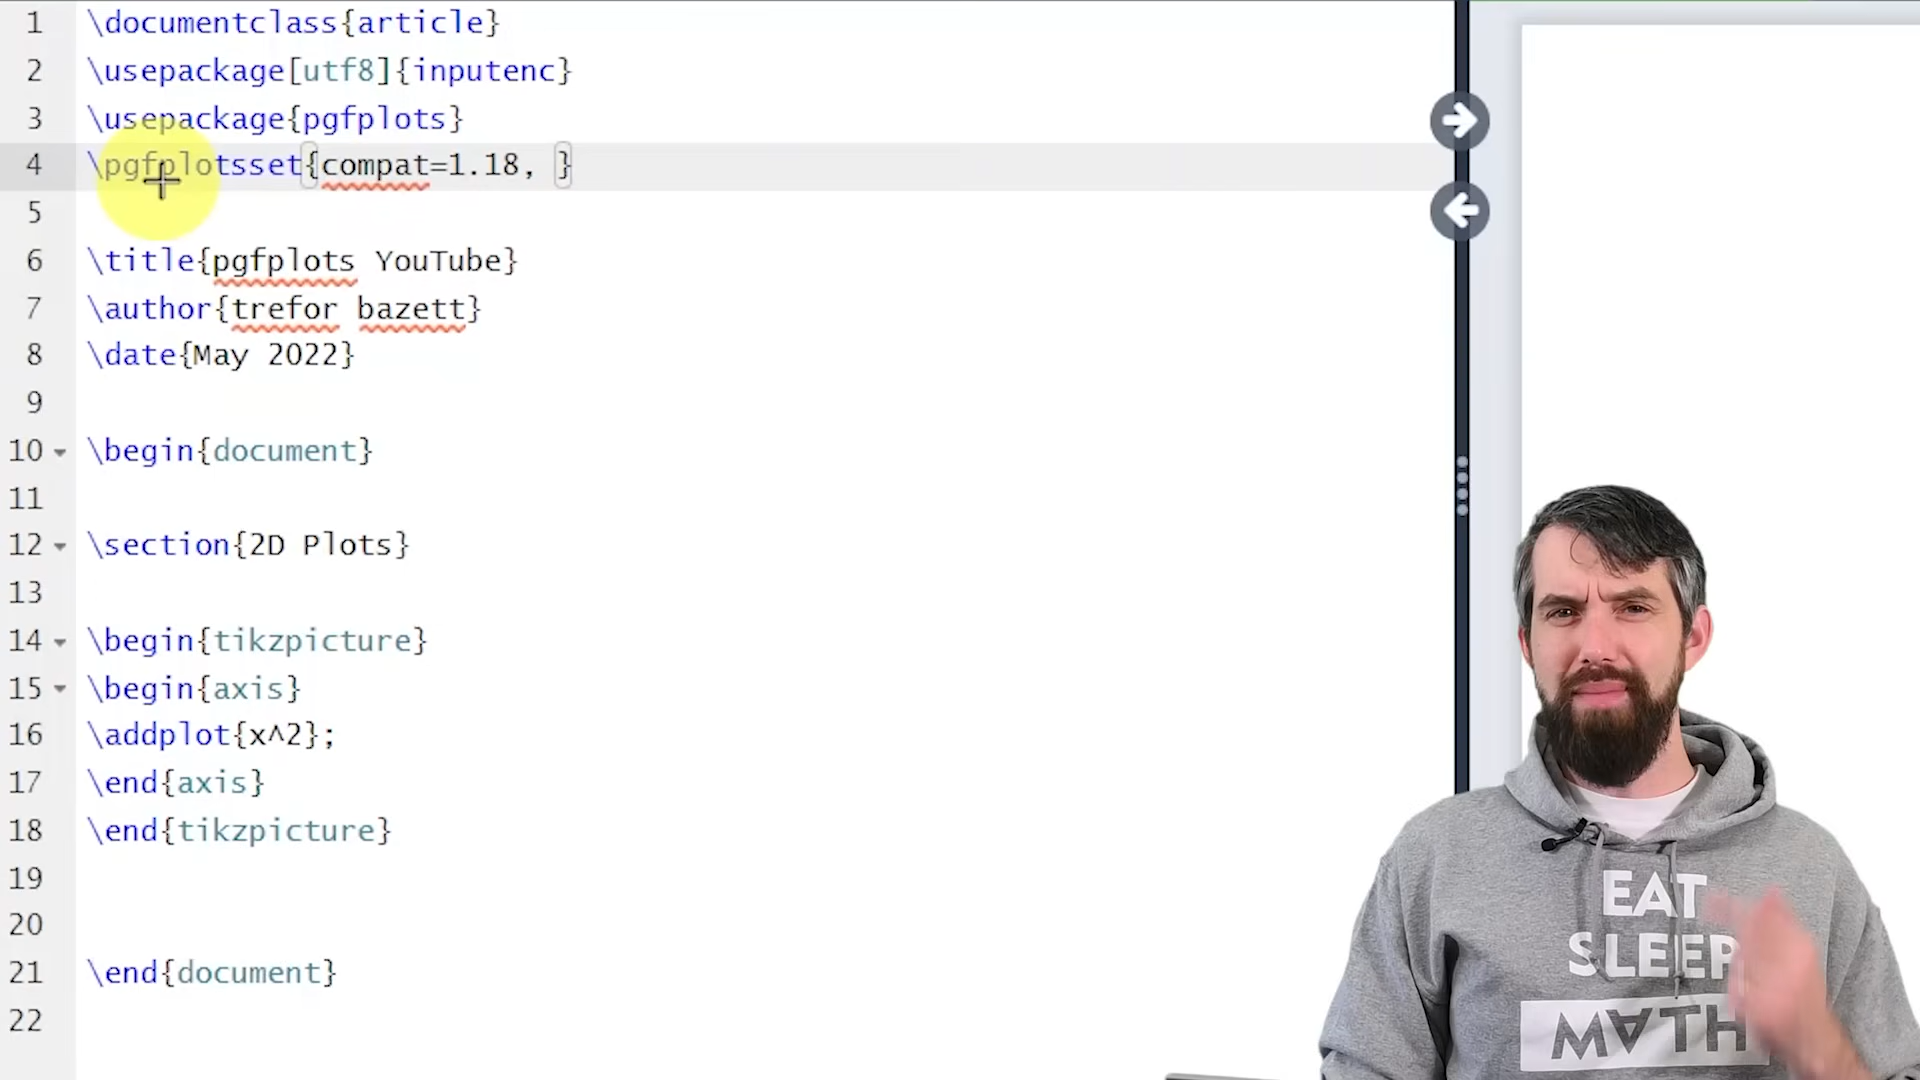 1 \documentclass{article}
2 \usepackage[utf8]{inputenc}
3 \usepackage{pgfplots}
4 \pgfplotsset{compat=1.18, }
5
6 \title{pgfplots YouTube}
7 \author{trefor bazett}
8 \date{May 2022}
9
10 \begin{document}
11
12 \section{2D Plots}
13
14 \begin{tikzpicture}
15 \begin{axis}
16 \addplot{x^2};
17 \end{axis}
18 \end{tikzpicture}
19
20
21 \end{document}
22
EAT
SLEEP
M∀TH